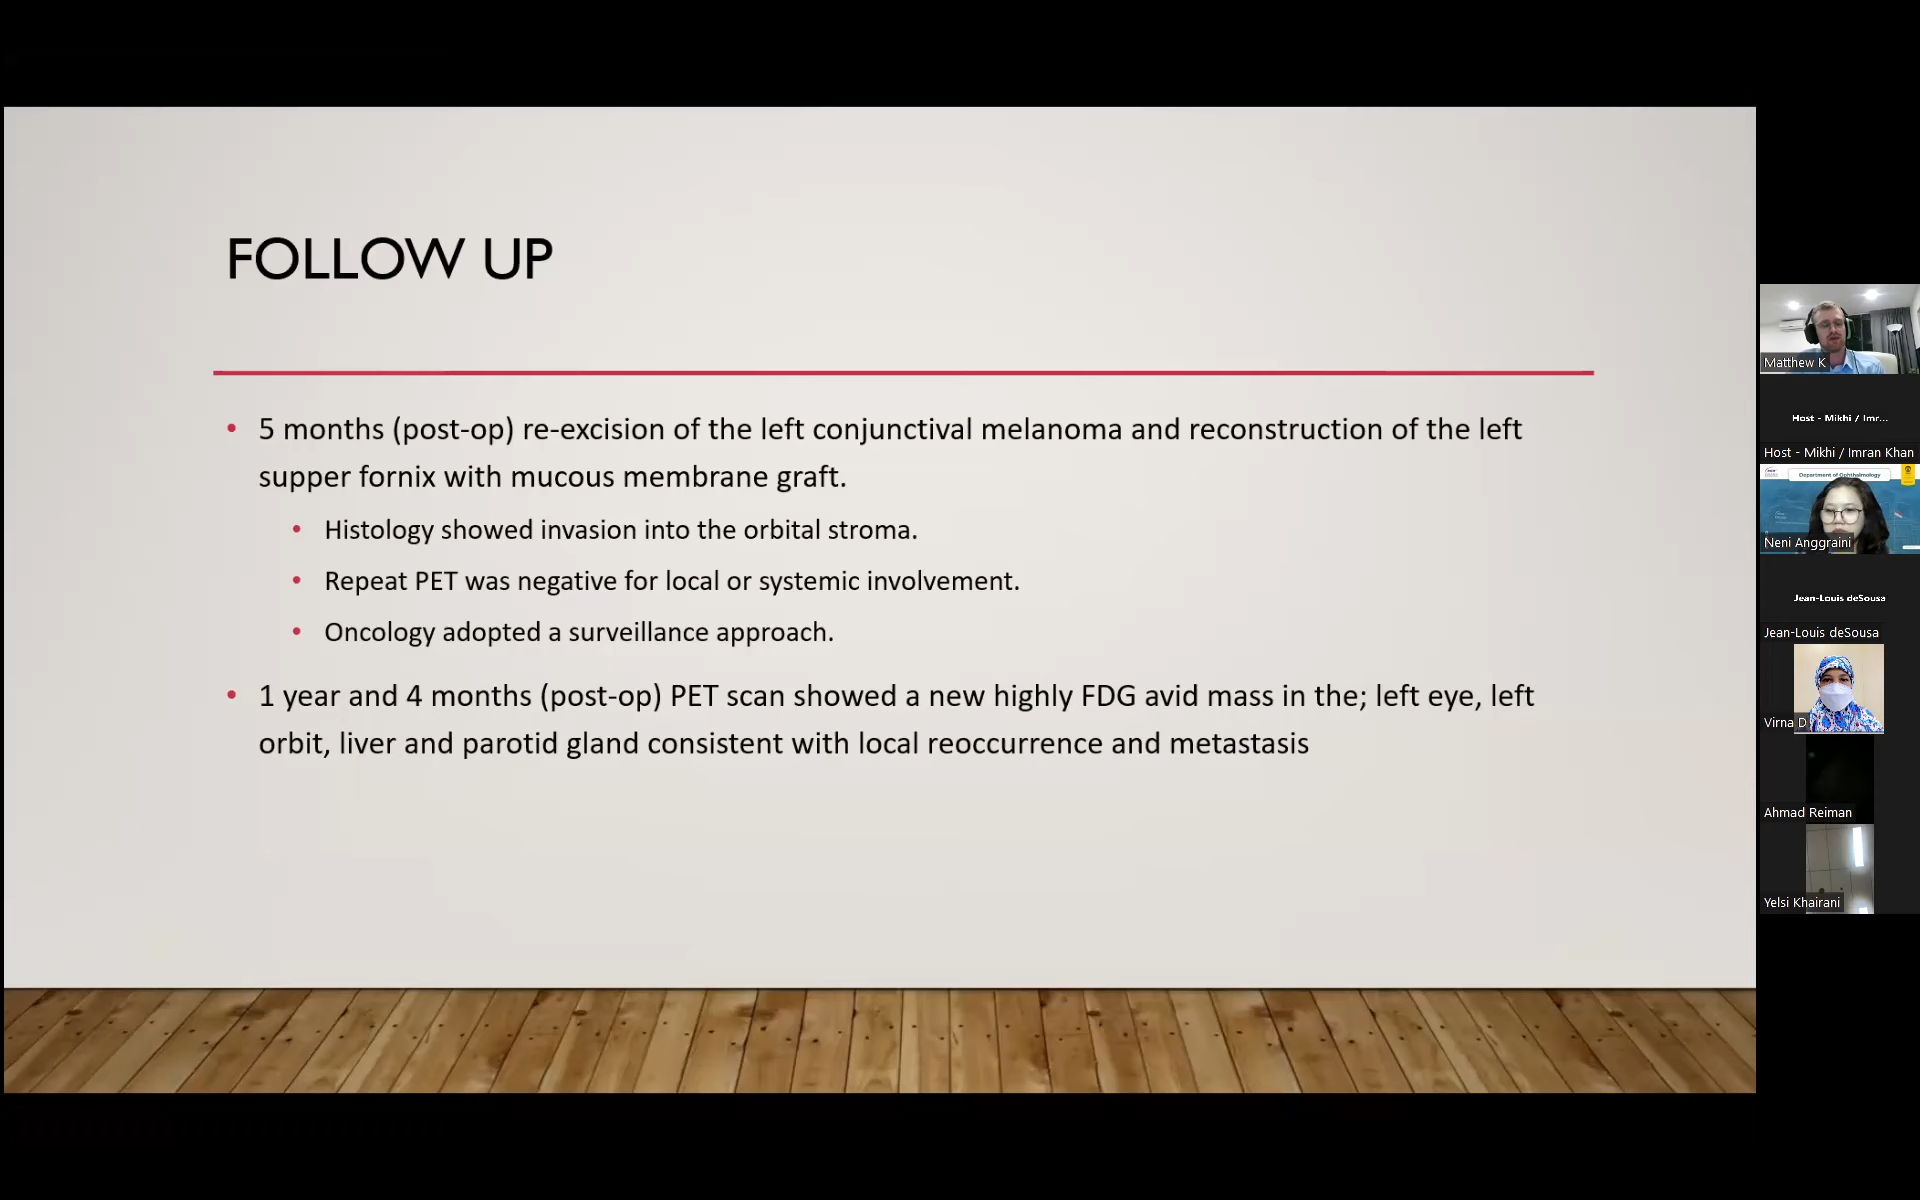 FOLLOW UP
• 5 months (post-op) re-excision of the left conjunctival melanoma and reconstruction of the left
supper fornix with mucous membrane graft.
• Histology showed invasion into the orbital stroma.
• Repeat PET was negative for local or systemic involvement.
• Oncology adopted a surveillance approach.
• 1 year and 4 months (post-op) PET scan showed a new highly FDG avid mass in the; left eye, left
orbit, liver and parotid gland consistent with local reoccurrence and metastasis
Matthew K
Host - Mikhi / Imr...
Host - Mikhi / Imran Khan
Department of Ophthalmology
Neni Anggraini
Jean-Louis deSousa
Jean-Louis deSousa
Virna D
Ahmad Reiman
Yelsi Khairani